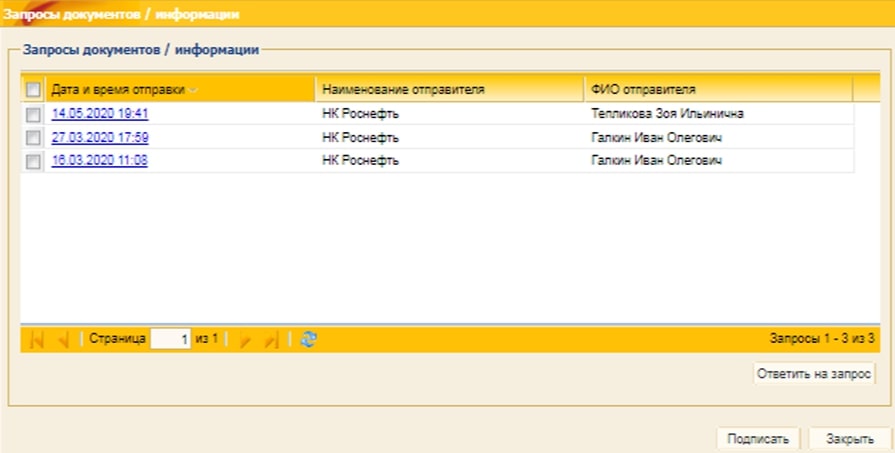 Запросы документов / информации
Запросы документов / информации
Дата и время отправки Наименование отправителя ФИО отправителя
14.05.2020 19:41 НК Роснефть Тепликова Зоя Ильинична
27.03.2020 17:59 НК Роснефть Галкин Иван Олегович
16.03.2020 11:08 НК Роснефть Галкин Иван Олегович
Страница 1 из 1 Запросы 1 - 3 из 3
Ответить на запрос
Подписать Закрыть